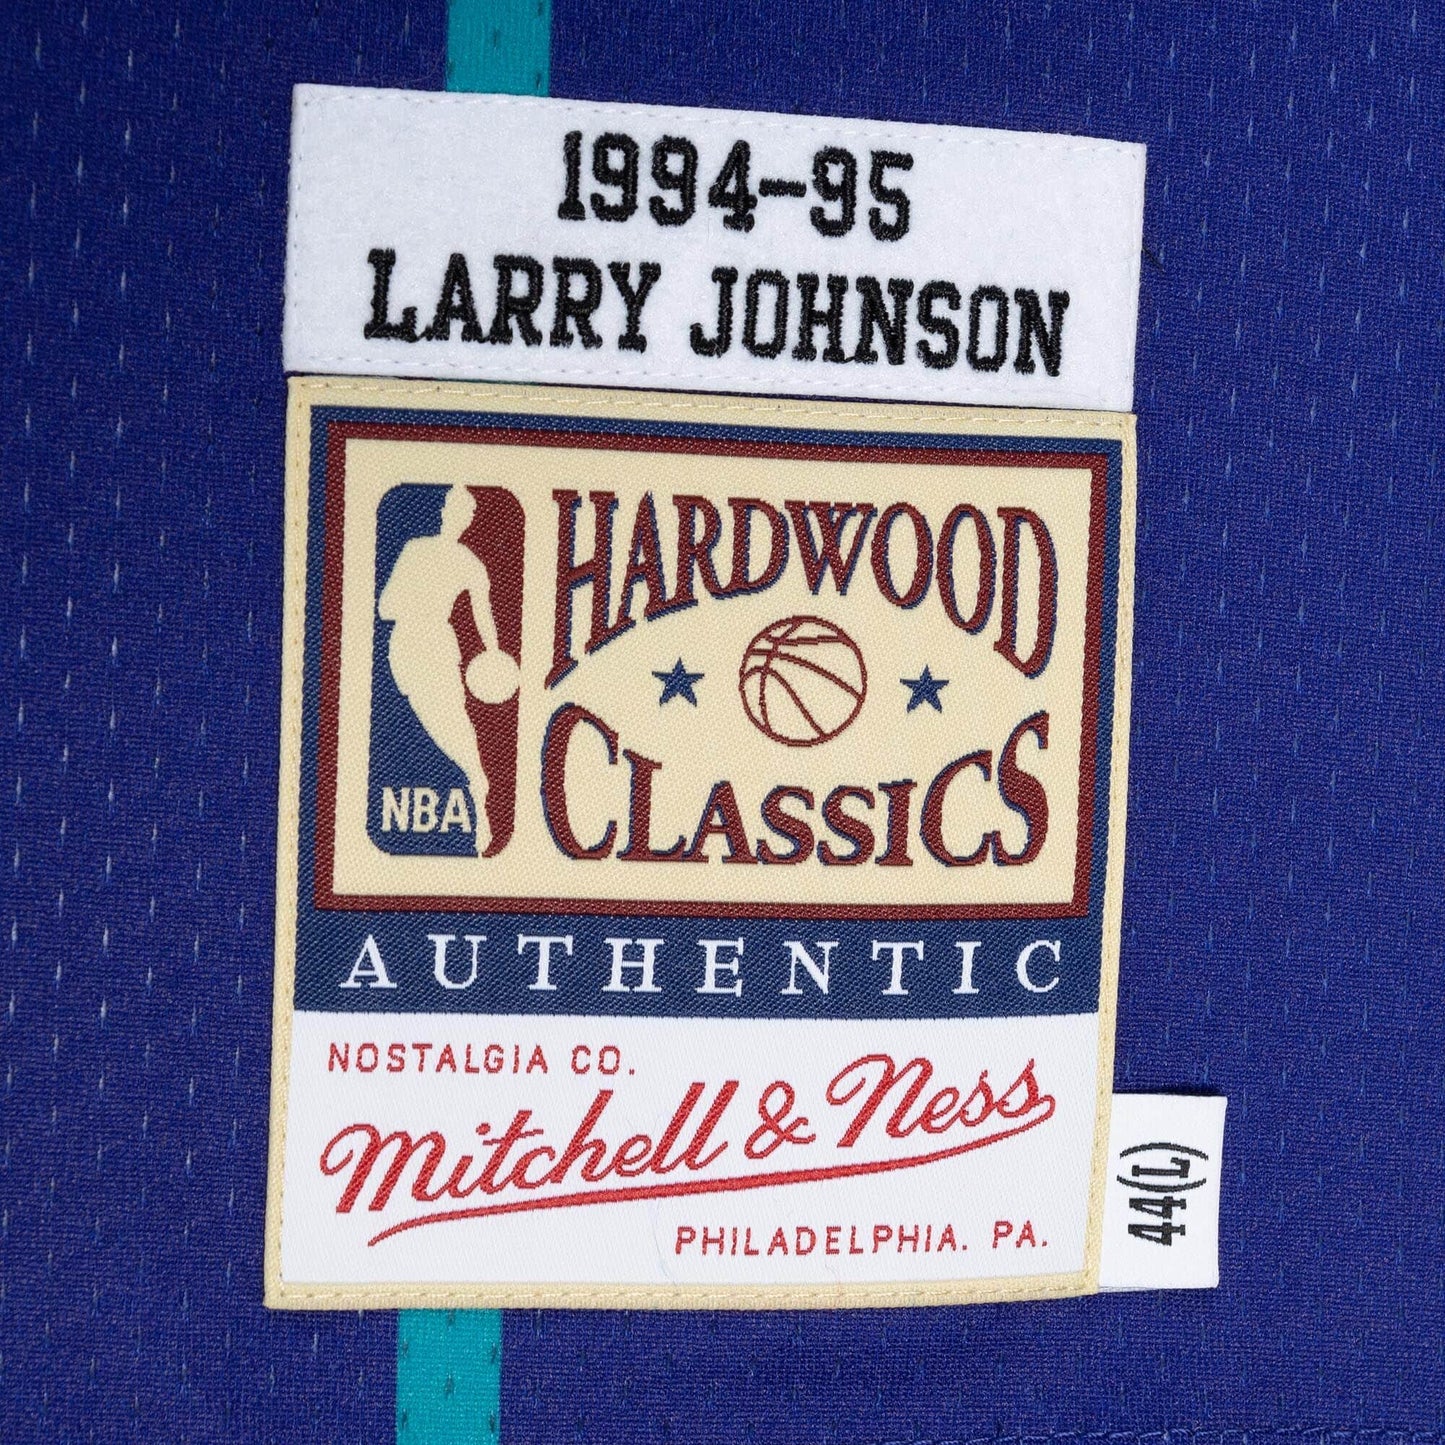 1994-95
LARRY JOHNSON
HARDWOOD
CLASSICS
NBA
AUTHENTIC
NOSTALGIA CO.
Mitchell & Ness
PHILADELPHIA. PA.
44(L)